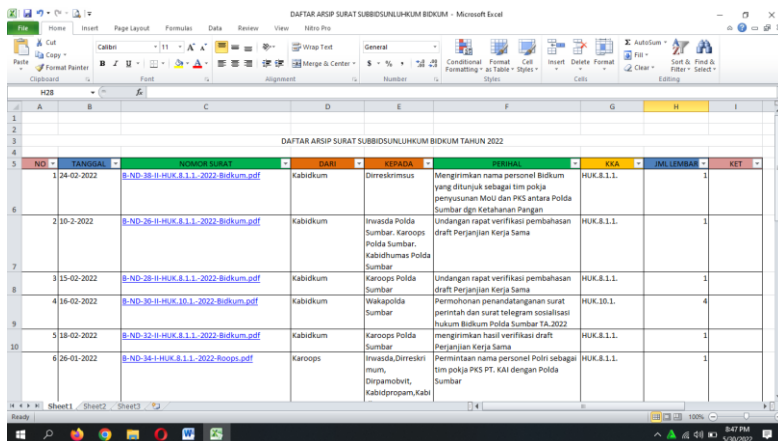 DAFTAR ARSIP SURAT SUBBIDSUNLUHKUM BIDKUM - Microsoft Excel
File Home Insert Page Layout Formulas Data Review View Nitro Pro
Cut
Copy
Format Painter
Paste
Clipboard
Calibri 11
B I U
Font
Wrap Text
Merge & Center
Alignment
General
$ % ,
Number
Conditional Formatting
Format as Table
Cell Styles
Styles
Insert Delete Format
Cells
Σ AutoSum
Fill
Clear
Sort & Filter
Find & Select
Editing
H28 fx
A B C D E F G H I
1
2
3 DAFTAR ARSIP SURAT SUBBIDSUNLUHKUM BIDKUM TAHUN 2022
4
5 NO TANGGAL NOMOR SURAT DARI KEPADA PERIHAL KKA JML LEMBAR KET
6 1 24-02-2022 B-ND-38-II-HUK.8.1.1.-2022-Bidkum.pdf Kabidkum Dirreskrimsus Mengirimkan nama personel Bidkum yang ditunjuk sebagai tim pokja penyusunan MoU dan PKS antara Polda Sumbar dgn Ketahanan Pangan HUK.8.1.1. 1
7 2 10-2-2022 B-ND-26-II-HUK.8.1.1.-2022-Bidkum.pdf Kabidkum Irwasda Polda Sumbar. Karoops Polda Sumbar. Kabidhumas Polda Sumbar Undangan rapat verifikasi pembahasan draft Perjanjian Kerja Sama HUK.8.1.1. 1
8 3 15-02-2022 B-ND-28-II-HUK.8.1.1.-2022-Bidkum.pdf Kabidkum Karoops Polda Sumbar Undangan rapat verifikasi pembahasan draft Perjanjian Kerja Sama HUK.8.1.1. 1
9 4 16-02-2022 B-ND-30-II-HUK.10.1.-2022-Bidkum.pdf Kabidkum Wakapolda Sumbar Permohonan penandatanganan surat perintah dan surat telegram sosialisasi hukum Bidkum Polda Sumbar TA.2022 HUK.10.1. 4
10 5 18-02-2022 B-ND-32-II-HUK.8.1.1.-2022-Bidkum.pdf Kabidkum Karoops Polda Sumbar mengirimkan hasil verifikasi draft Perjanjian Kerja Sama HUK.8.1.1. 1
6 26-01-2022 B-ND-34-I-HUK.8.1.1.-2022-Roops.pdf Karoops Irwasda,Dirreskrimum, Dirpamobvit, Kabidpropam,Kabi Permintaan nama personel Polri sebagai tim pokja PKS PT. KAI dengan Polda Sumbar HUK.8.1.1. 1
Sheet1 Sheet2 Sheet3
Ready 100%
8:47 PM
5/30/2022